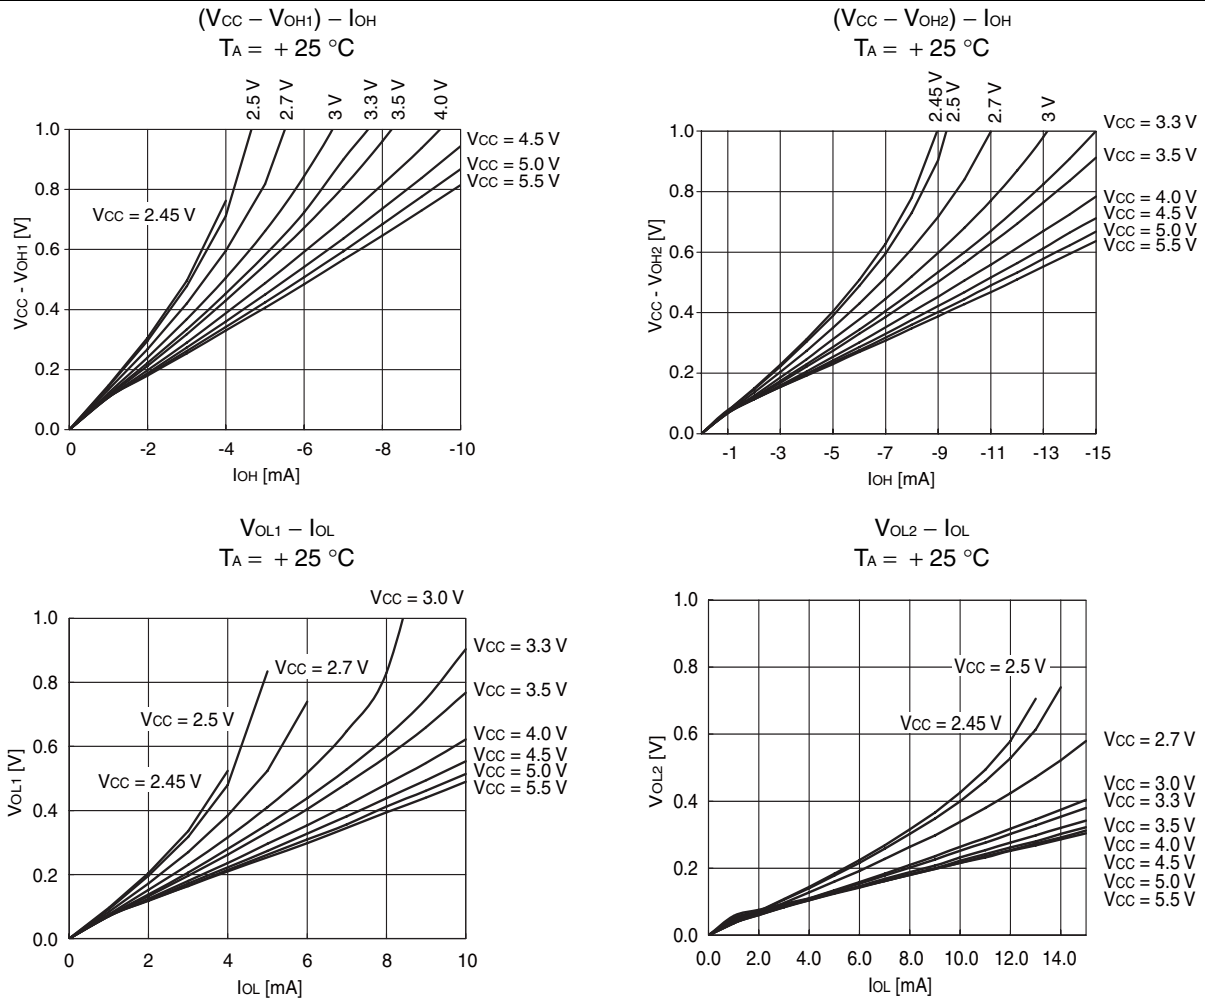 (VCC – VOH1) – IOH
TA = + 25 °C
2.5 V
2.7 V
3 V
3.3 V
3.5 V
4.0 V
1.0
0.8
0.6
0.4
0.2
0.0
VCC - VOH1 [V]
VCC = 2.45 V
VCC = 4.5 V
VCC = 5.0 V
VCC = 5.5 V
0 -2 -4 -6 -8 -10
IOH [mA]
(VCC – VOH2) – IOH
TA = + 25 °C
2.45 V
2.5 V
2.7 V
3 V
1.0
0.8
0.6
0.4
0.2
0.0
VCC - VOH2 [V]
VCC = 3.3 V
VCC = 3.5 V
VCC = 4.0 V
VCC = 4.5 V
VCC = 5.0 V
VCC = 5.5 V
-1 -3 -5 -7 -9 -11 -13 -15
IOH [mA]
VOL1 – IOL
TA = + 25 °C
VCC = 3.0 V
1.0
0.8
0.6
0.4
0.2
0.0
VOL1 [V]
VCC = 2.7 V
VCC = 2.5 V
VCC = 2.45 V
VCC = 3.3 V
VCC = 3.5 V
VCC = 4.0 V
VCC = 4.5 V
VCC = 5.0 V
VCC = 5.5 V
0 2 4 6 8 10
IOL [mA]
VOL2 – IOL
TA = + 25 °C
1.0
0.8
0.6
0.4
0.2
0.0
VOL2 [V]
VCC = 2.5 V
VCC = 2.45 V
VCC = 2.7 V
VCC = 3.0 V
VCC = 3.3 V
VCC = 3.5 V
VCC = 4.0 V
VCC = 4.5 V
VCC = 5.0 V
VCC = 5.5 V
0.0 2.0 4.0 6.0 8.0 10.0 12.0 14.0
IOL [mA]